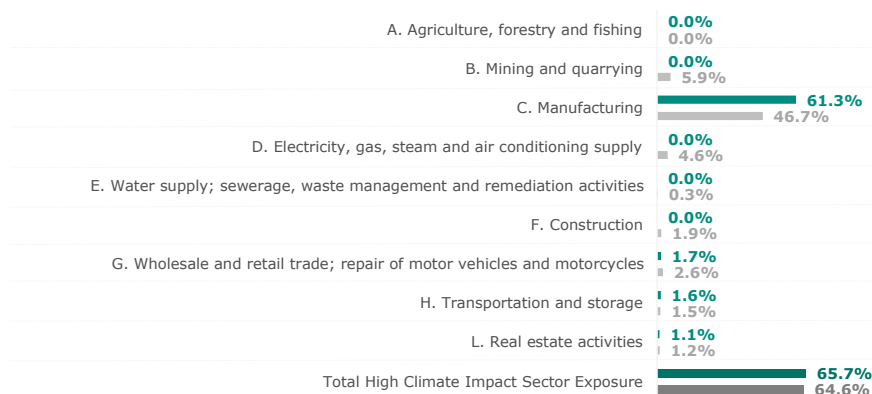 A. Agriculture, forestry and fishing 0.0%
0.0%
B. Mining and quarrying 0.0%
5.9%
C. Manufacturing 61.3%
46.7%
D. Electricity, gas, steam and air conditioning supply 0.0%
4.6%
E. Water supply; sewerage, waste management and remediation activities 0.0%
0.3%
F. Construction 0.0%
1.9%
G. Wholesale and retail trade; repair of motor vehicles and motorcycles 1.7%
2.6%
H. Transportation and storage 1.6%
1.5%
L. Real estate activities 1.1%
1.2%
Total High Climate Impact Sector Exposure 65.7%
64.6%